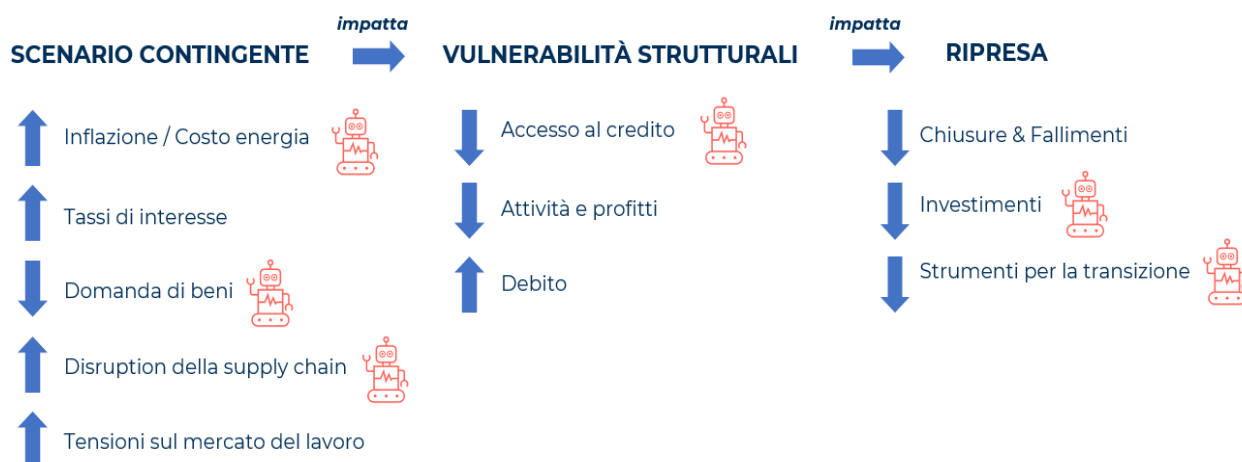 impatta
impatta
SCENARIO CONTINGENTE
VULNERABILITÀ STRUTTURALI
RIPRESA
Inflazione / Costo energia
Tassi di interesse
Domanda di beni
Disruption della supply chain
Tensioni sul mercato del lavoro
Accesso al credito
Attività e profitti
Debito
Chiusure & Fallimenti
Investimenti
Strumenti per la transizione